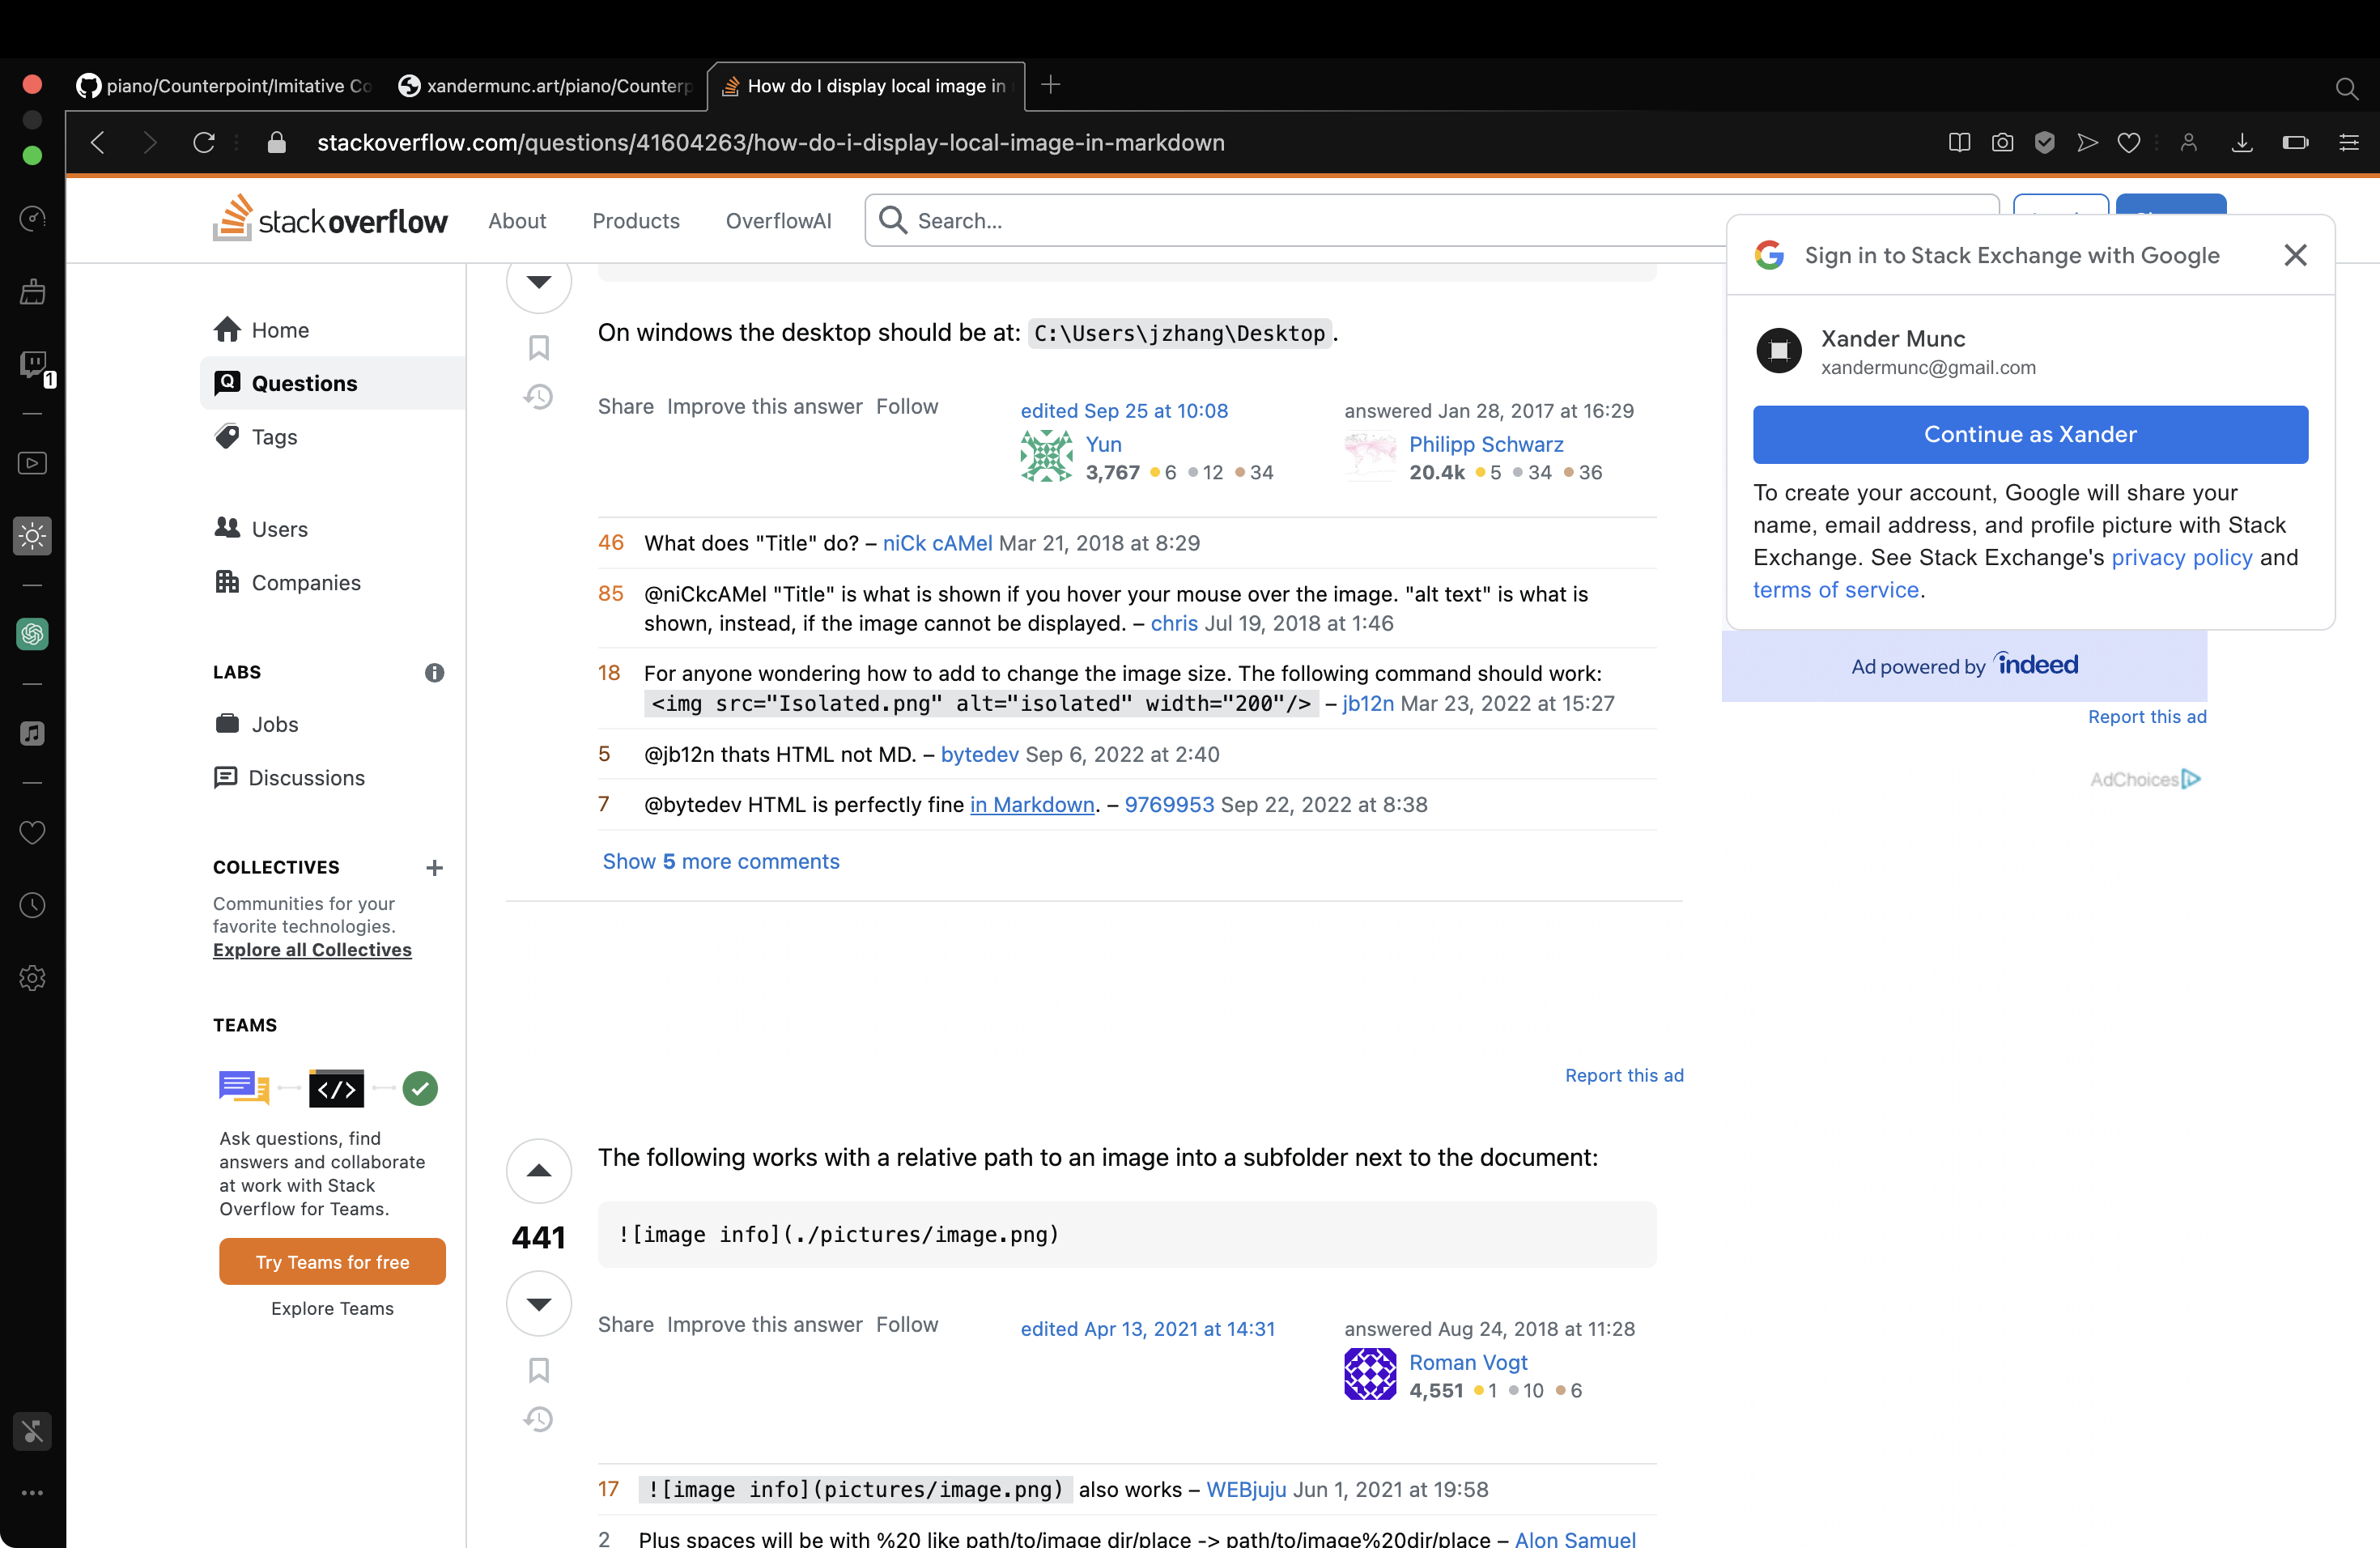 piano/Counterpoint/Imitative Co
xandermunc.art/piano/Counterp
How do I display local image in
stackoverflow.com/questions/41604263/how-do-i-display-local-image-in-markdown
stackoverflow
About
Products
OverflowAI
Search...
1
Home
Questions
Tags
Users
Companies
LABS
Jobs
Discussions
COLLECTIVES
Communities for your
favorite technologies.
Explore all Collectives
TEAMS
</>
Ask questions, find
answers and collaborate
at work with Stack
Overflow for Teams.
Try Teams for free
Explore Teams
On windows the desktop should be at: C:\Users\jzhang\Desktop.
Share Improve this answer Follow
edited Sep 25 at 10:08
Yun
3,767 6 12 34
answered Jan 28, 2017 at 16:29
Philipp Schwarz
20.4k 5 34 36
46 What does "Title" do? – niCk cAMel Mar 21, 2018 at 8:29
85 @niCkcAMel "Title" is what is shown if you hover your mouse over the image. "alt text" is what is
shown, instead, if the image cannot be displayed. – chris Jul 19, 2018 at 1:46
18 For anyone wondering how to add to change the image size. The following command should work:
<img src="Isolated.png" alt="isolated" width="200"/> – jb12n Mar 23, 2022 at 15:27
5 @jb12n thats HTML not MD. – bytedev Sep 6, 2022 at 2:40
7 @bytedev HTML is perfectly fine in Markdown. – 9769953 Sep 22, 2022 at 8:38
Show 5 more comments
Report this ad
The following works with a relative path to an image into a subfolder next to the document:
441
![image info](./pictures/image.png)
Share Improve this answer Follow
edited Apr 13, 2021 at 14:31
answered Aug 24, 2018 at 11:28
Roman Vogt
4,551 1 10 6
17 ![image info](pictures/image.png) also works – WEBjuju Jun 1, 2021 at 19:58
2 Plus spaces will be with %20 like path/to/image dir/place -> path/to/image%20dir/place – Alon Samuel
Sign in to Stack Exchange with Google
Xander Munc
xandermunc@gmail.com
Continue as Xander
To create your account, Google will share your
name, email address, and profile picture with Stack
Exchange. See Stack Exchange's privacy policy and
terms of service.
Ad powered by indeed
Report this ad
AdChoices